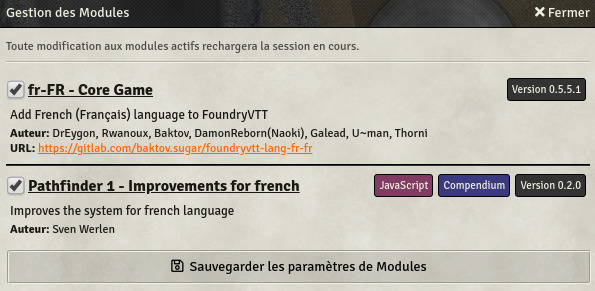 Gestion des Modules
Fermer
Toute modification aux modules actifs rechargera la session en cours.
fr-FR - Core Game
Version 0.5.5.1
Add French (Français) language to FoundryVTT
Auteur: DrEygon, Rwanoux, Baktov, DamonReborn(Naoki), Galead, U~man, Thorni
URL: https://gitlab.com/baktov.sugar/foundryvtt-lang-fr-fr
Pathfinder 1 - Improvements for french
JavaScript
Compendium
Version 0.2.0
Improves the system for french language
Auteur: Sven Werlen
Sauvegarder les paramètres de Modules